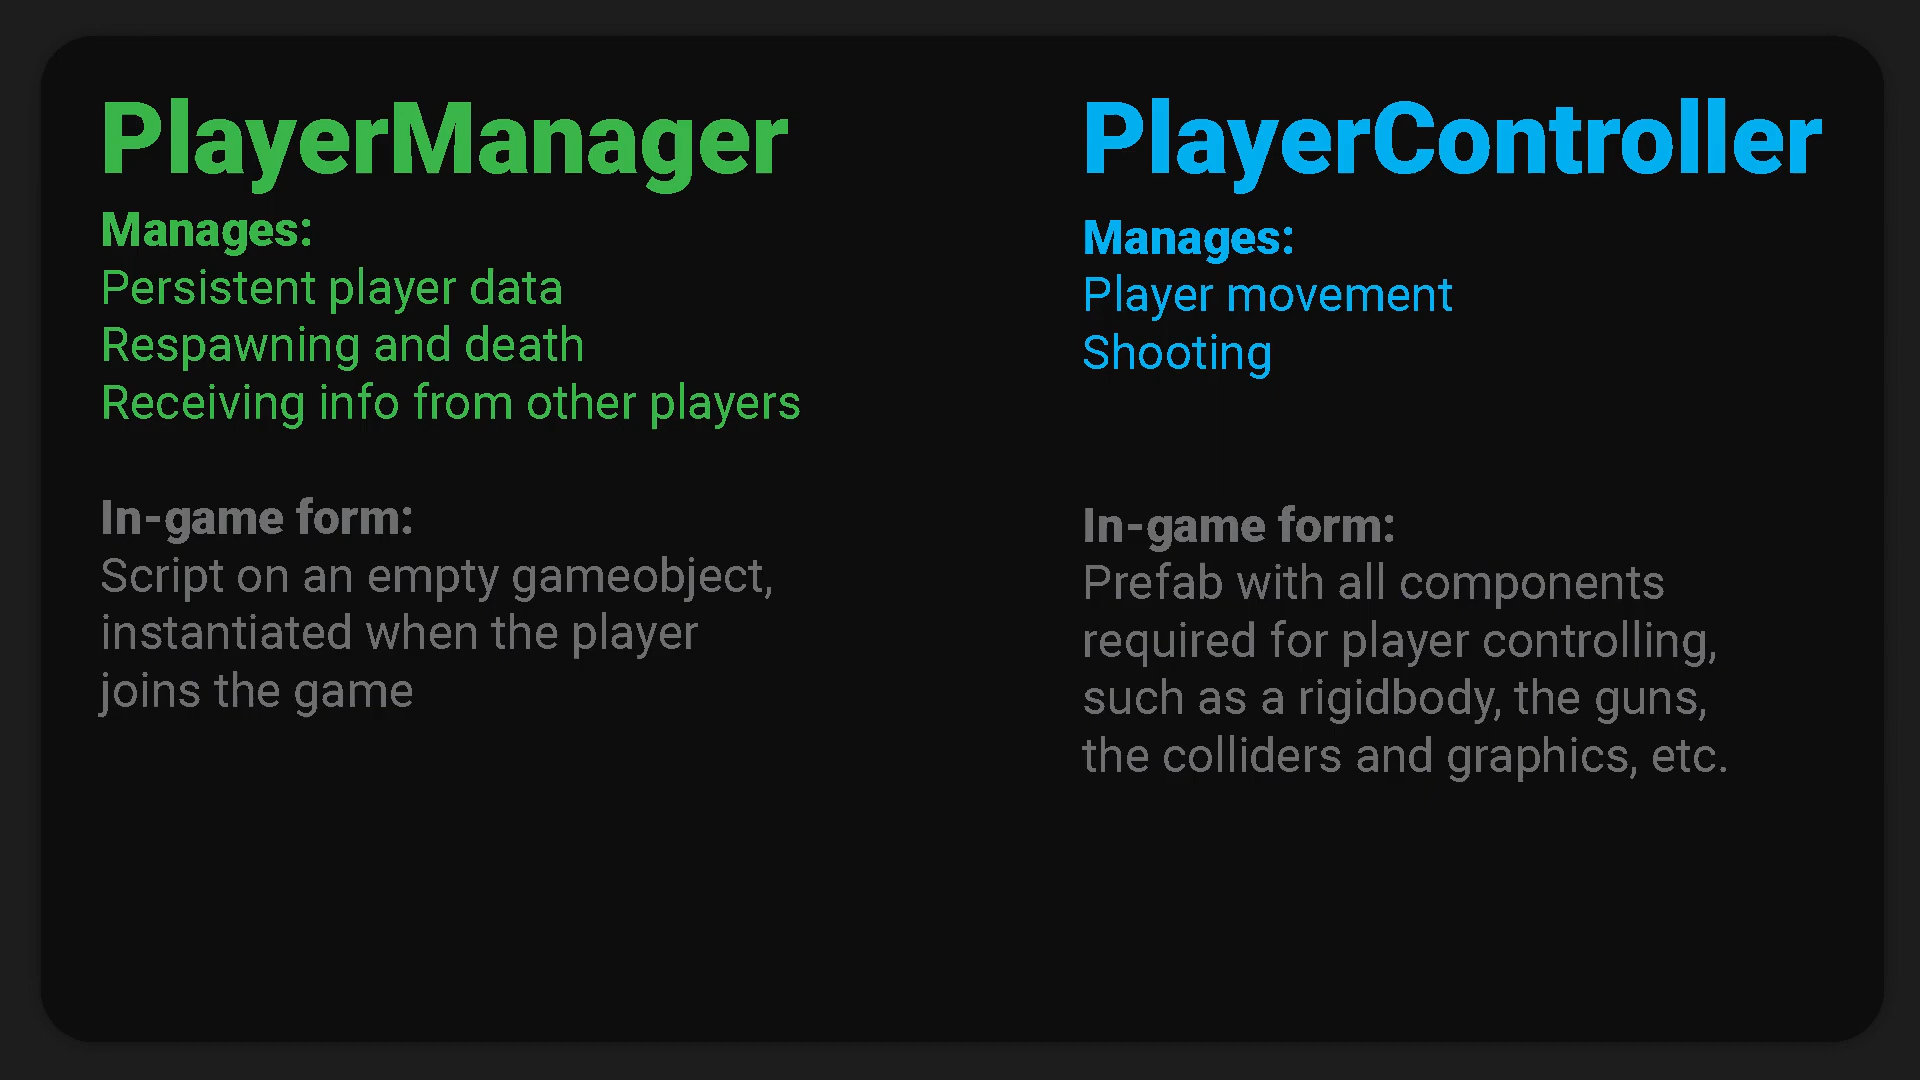 PlayerManager
Manages:
Persistent player data
Respawning and death
Receiving info from other players
In-game form:
Script on an empty gameobject,
instantiated when the player
joins the game
PlayerController
Manages:
Player movement
Shooting
In-game form:
Prefab with all components
required for player controlling,
such as a rigidbody, the guns,
the colliders and graphics, etc.